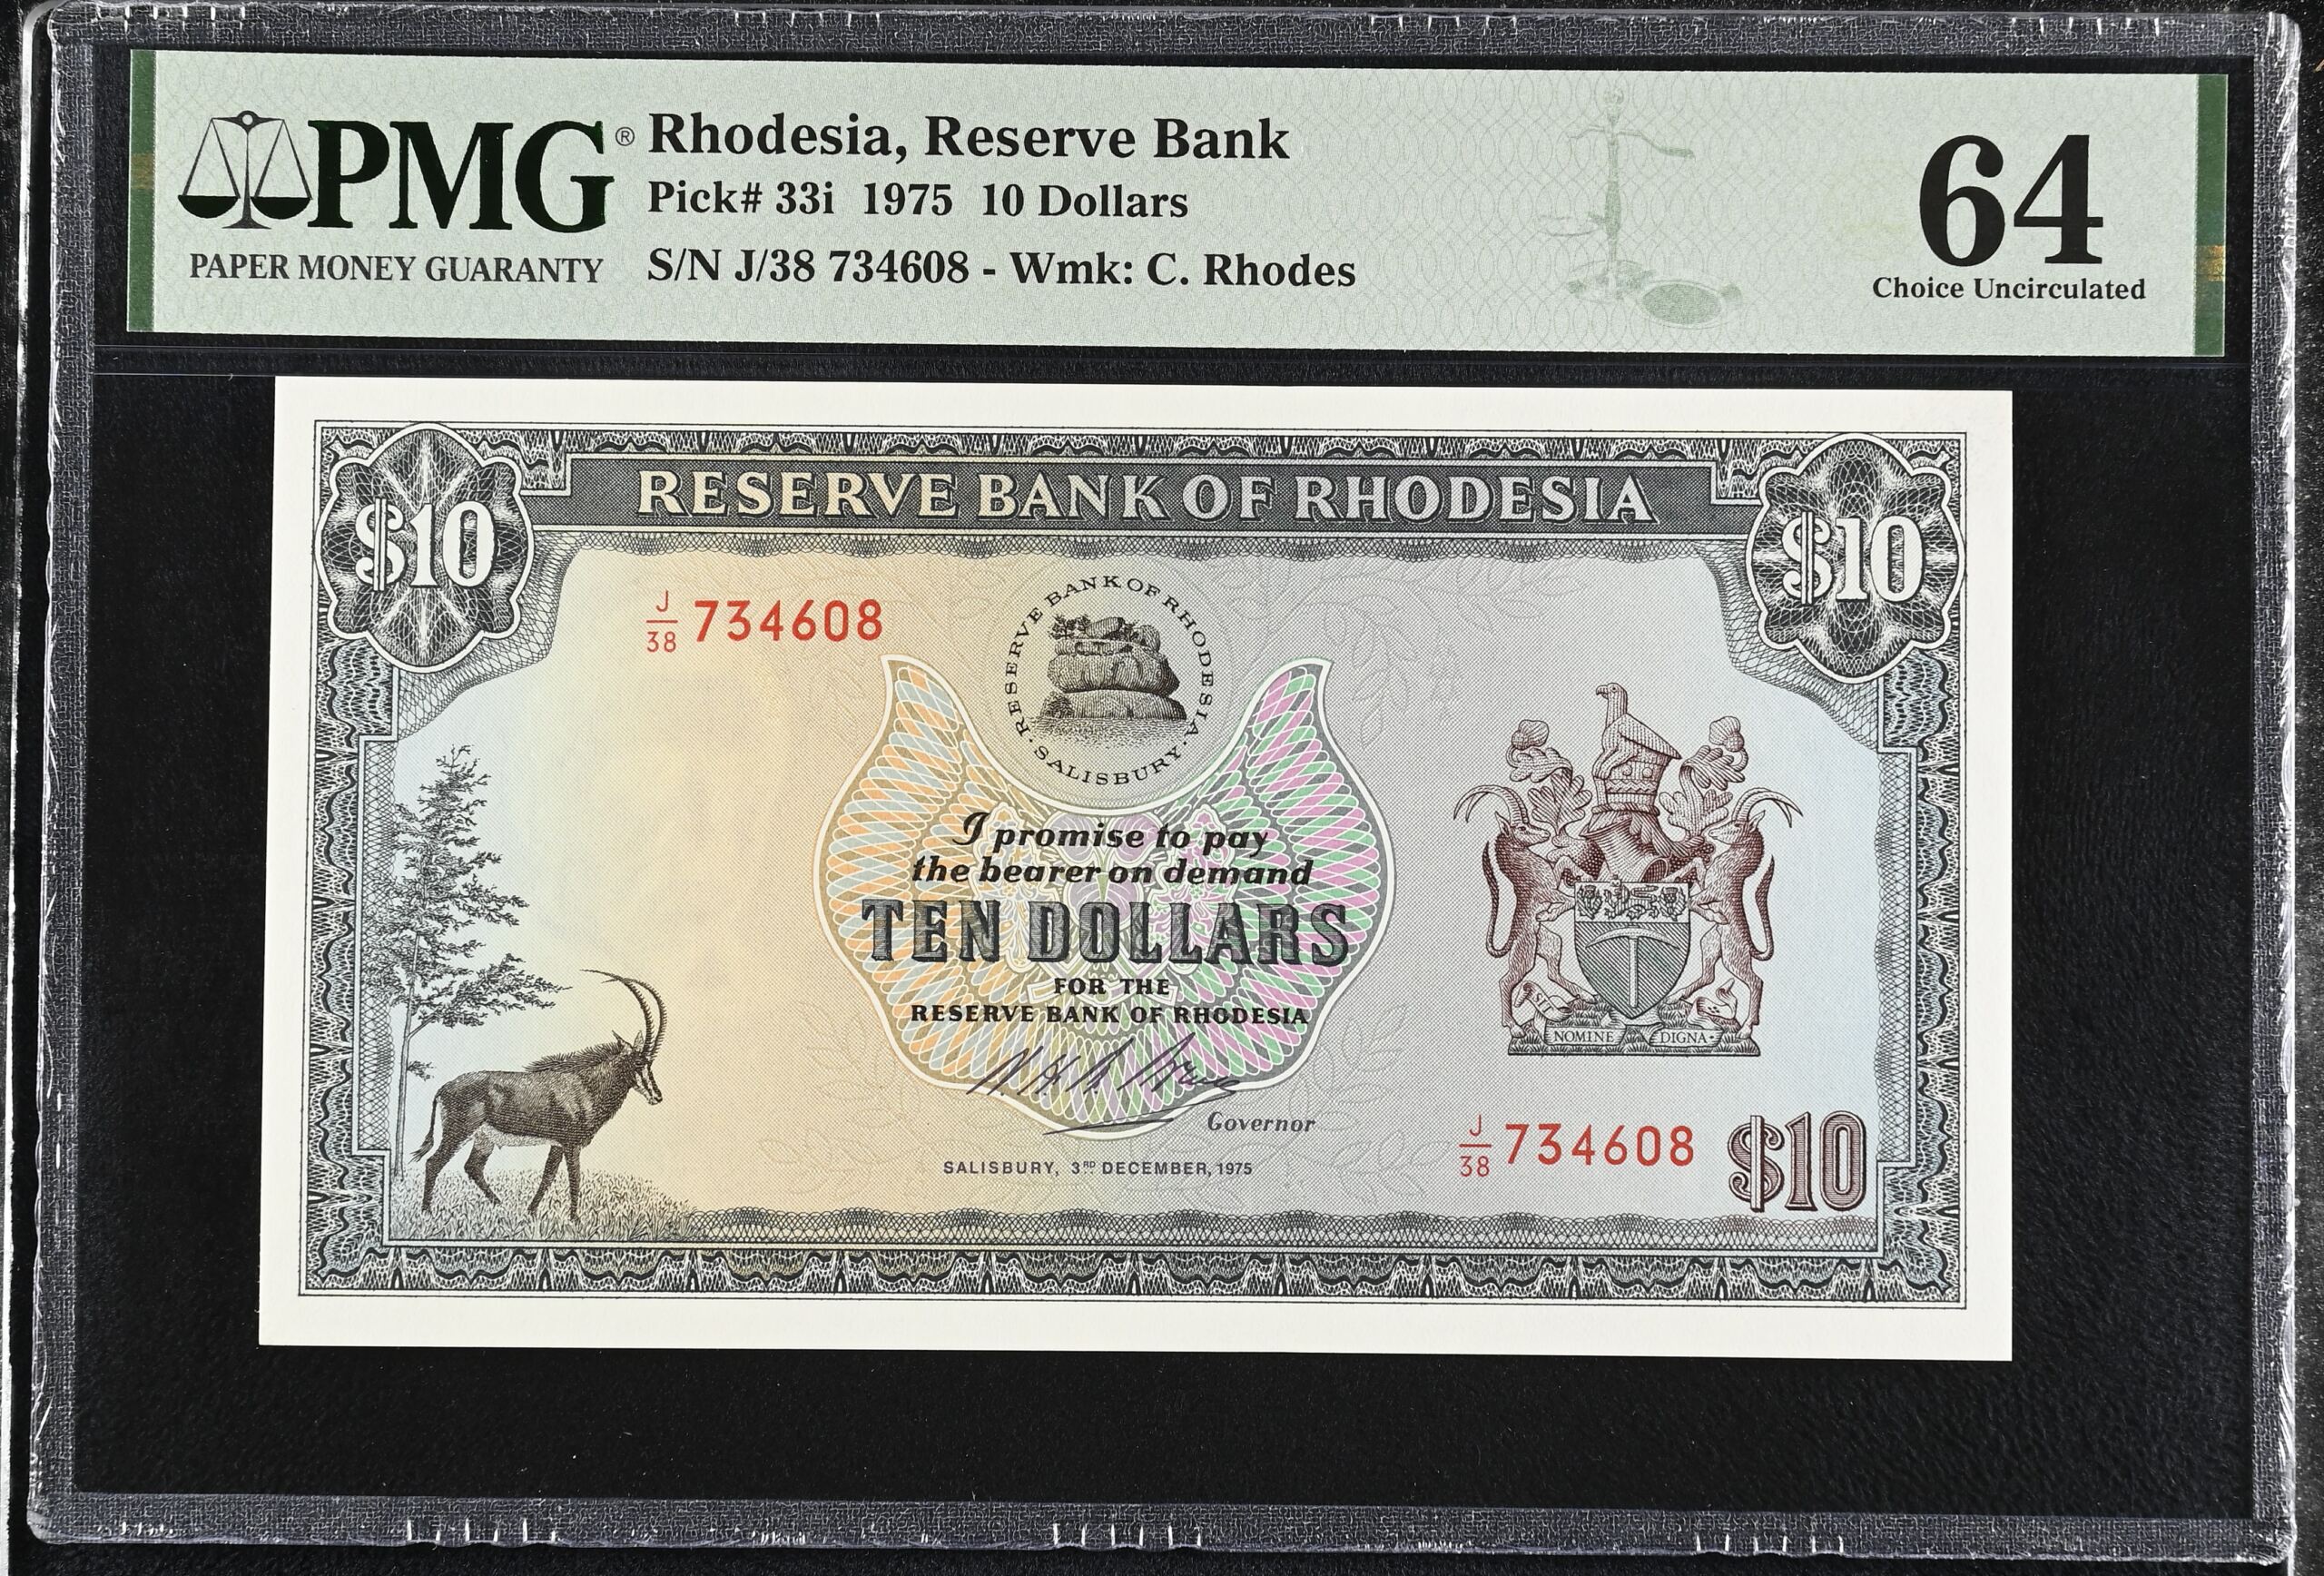 PMG®
PAPER MONEY GUARANTY
Rhodesia, Reserve Bank
Pick# 33i 1975 10 Dollars
S/N J/38 734608 - Wmk: C. Rhodes
64
Choice Uncirculated
RESERVE BANK OF RHODESIA
$10
$10
J/38 734608
RESERVE BANK OF RHODESIA · SALISBURY ·
I promise to pay
the bearer on demand
TEN DOLLARS
FOR THE
RESERVE BANK OF RHODESIA
Governor
SALISBURY, 3RD DECEMBER, 1975
SIT NOMINE DIGNA
J/38 734608
$10